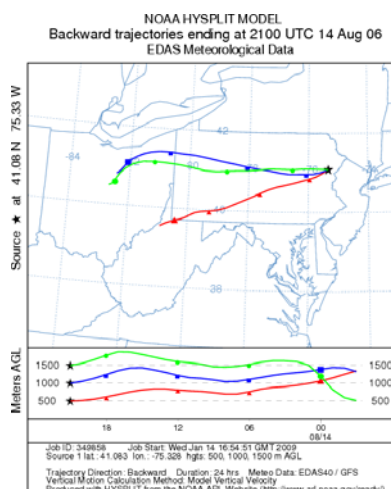 NOAA HYSPLIT MODEL
Backward trajectories ending at 2100 UTC 14 Aug 06
EDAS Meteorological Data
Source ★ at 41.08 N 75.33 W
42
-84
-80
-76
40
38
Meters AGL
1500 1500
1000 1000
500 500
18 12 06 00
08/14
Job ID: 349858 Job Start: Wed Jan 14 16:54:51 GMT 2009
Source 1 lat.: 41.083 lon.: -75.328 hgts: 500, 1000, 1500 m AGL
Trajectory Direction: Backward Duration: 24 hrs Meteo Data: EDAS40 / GFS
Vertical Motion Calculation Method: Model Vertical Velocity